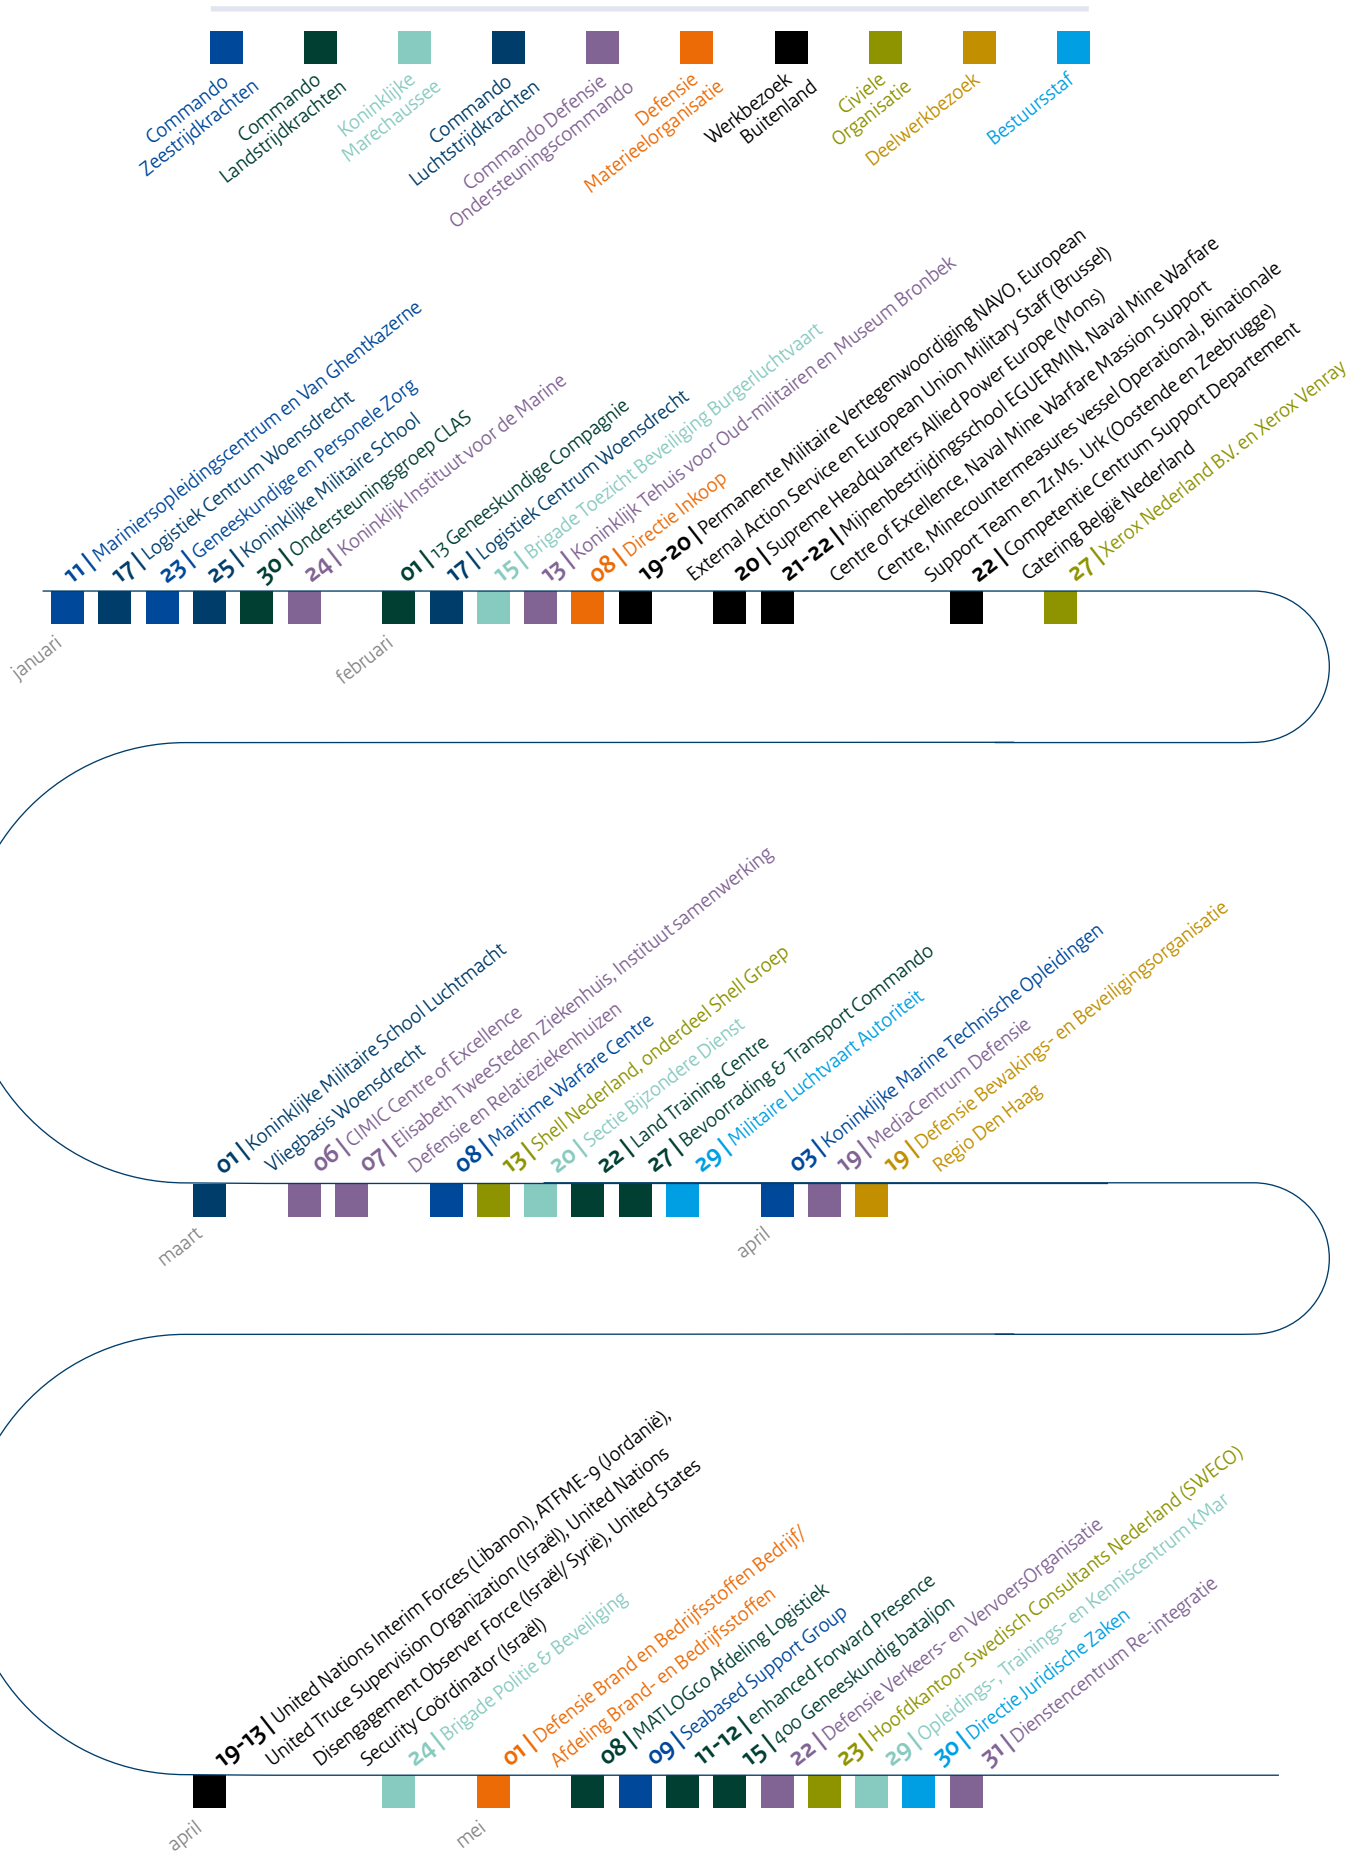 Commando
Zeestrijdkrachten
Commando
Landstrijdkrachten
Koninklijke
Marechaussee
Commando
Luchtstrijdkrachten
Commando Defensie
Ondersteuningscommando
Defensie
Materieelorganisatie
Werkbezoek
Buitenland
Civiele
Organisatie
Deelwerkbezoek
Bestuursstaf
11 | Mariniersopleidingscentrum en Van Ghentkazerne
17 | Logistiek Centrum Woensdrecht
23 | Geneeskundige en Personele Zorg
25 | Koninklijke Militaire School
30 | Ondersteuningsgroep CLAS
24 | Koninklijk Instituut voor de Marine
01 | 13 Geneeskundige Compagnie
17 | Logistiek Centrum Woensdrecht
15 | Brigade Toezicht Beveiliging Burgerluchtvaart
13 | Koninklijk Tehuis voor Oud-militairen en Museum Bronbek
08 | Directie Inkoop
19-20 | Permanente Militaire Vertegenwoordiging NAVO, European
External Action Service en European Union Military Staff (Brussel)
20 | Supreme Headquarters Allied Power Europe (Mons)
21-22 | Mijnenbestrijdingsschool EGUERMIN, Naval Mine Warfare
Centre of Excellence, Naval Mine Warfare Massion Support
Centre, Minecountermeasures vessel Operational, Binationale
Support Team en Zr.Ms. Urk (Oostende en Zeebrugge)
22 | Competentie Centrum Support Departement
Catering België Nederland
27 | Xerox Nederland B.V. en Xerox Venray
januari
februari
01 | Koninklijke Militaire School Luchtmacht
Vliegbasis Woensdrecht
06 | CIMIC Centre of Excellence
07 | Elisabeth TweeSteden Ziekenhuis, Instituut samenwerking
Defensie en Relatieziekenhuizen
08 | Maritime Warfare Centre
13 | Shell Nederland, onderdeel Shell Groep
20 | Sectie Bijzondere Dienst
22 | Land Training Centre
27 | Bevoorrading & Transport Commando
29 | Militaire Luchtvaart Autoriteit
03 | Koninklijke Marine Technische Opleidingen
19 | MediaCentrum Defensie
19 | Defensie Bewakings- en Beveiligingsorganisatie
Regio Den Haag
maart
april
19-13 | United Nations Interim Forces (Libanon), ATFME-9 (Jordanië),
United Truce Supervision Organization (Israël), United Nations
Disengagement Observer Force (Israël/ Syrië), United States
Security Coördinator (Israël)
24 | Brigade Politie & Beveiliging
01 | Defensie Brand en Bedrijfsstoffen Bedrijf/
Afdeling Brand- en Bedrijfsstoffen
08 | MATLOGco Afdeling Logistiek
09 | Seabased Support Group
11-12 | enhanced Forward Presence
15 | 400 Geneeskundig bataljon
22 | Defensie Verkeers- en VervoersOrganisatie
23 | Hoofdkantoor Swedisch Consultants Nederland (SWECO)
29 | Opleidings-, Trainings- en Kenniscentrum KMar
30 | Directie Juridische Zaken
31 | Dienstencentrum Re-integratie
april
mei